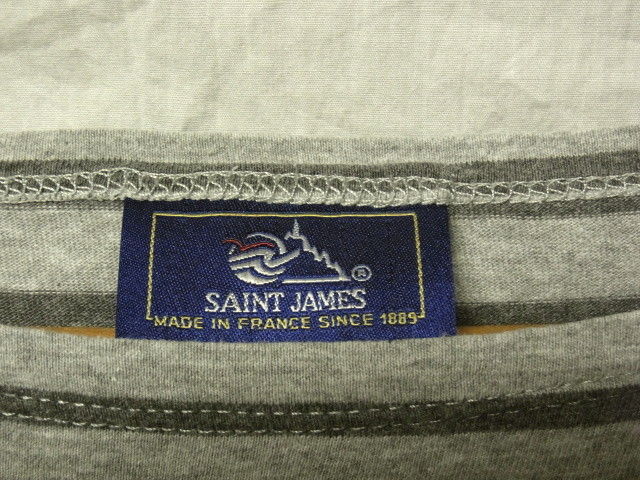 ®
SAINT JAMES
MADE IN FRANCE SINCE 1889